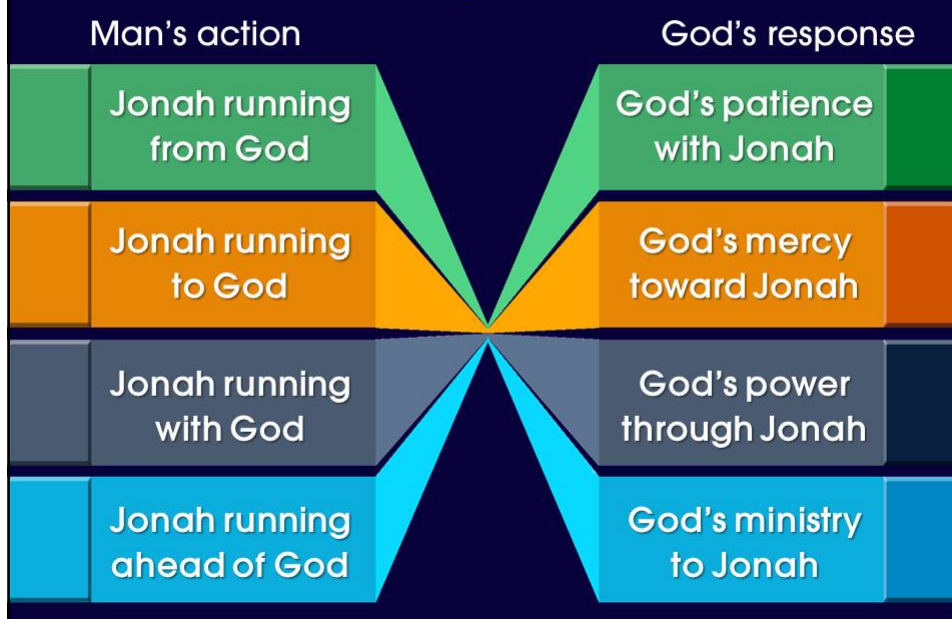 Man's action
God's response
Jonah running
from God
God's patience
with Jonah
Jonah running
to God
God's mercy
toward Jonah
Jonah running
with God
God's power
through Jonah
Jonah running
ahead of God
God's ministry
to Jonah